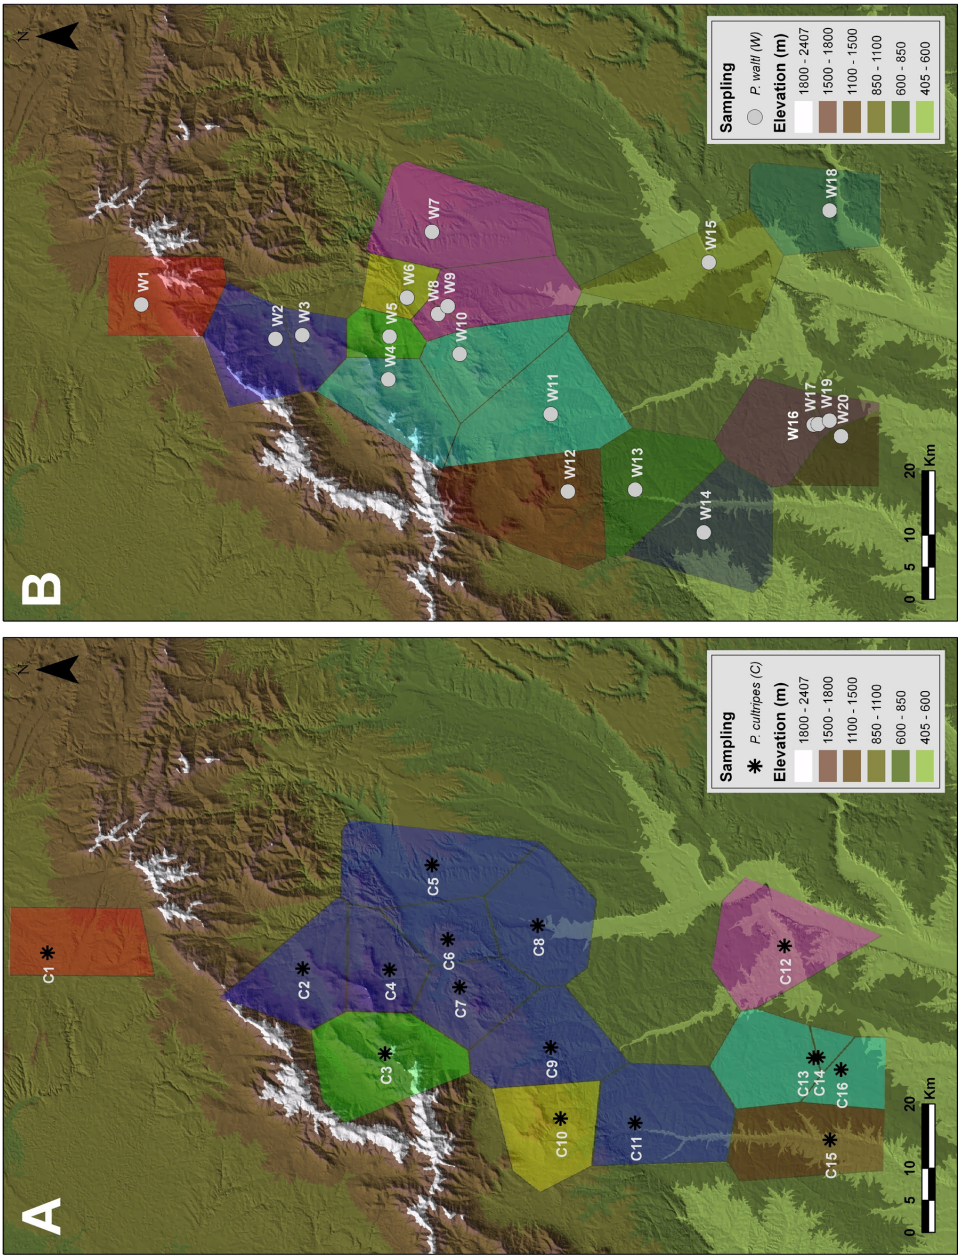 A
N
C1
C2
C3
C4
C5
C6
C7
C8
C9
C10
C11
C12
C13
C14
C15
C16
0 5 10 20
Km
Sampling
P. cultripes (C)
Elevation (m)
1800 - 2407
1500 - 1800
1100 - 1500
850 - 1100
600 - 850
405 - 600
B
N
W1
W2
W3
W4
W5
W6
W7
W8
W9
W10
W11
W12
W13
W14
W15
W16
W17
W18
W19
W20
0 5 10 20
Km
Sampling
P. waltl (W)
Elevation (m)
1800 - 2407
1500 - 1800
1100 - 1500
850 - 1100
600 - 850
405 - 600